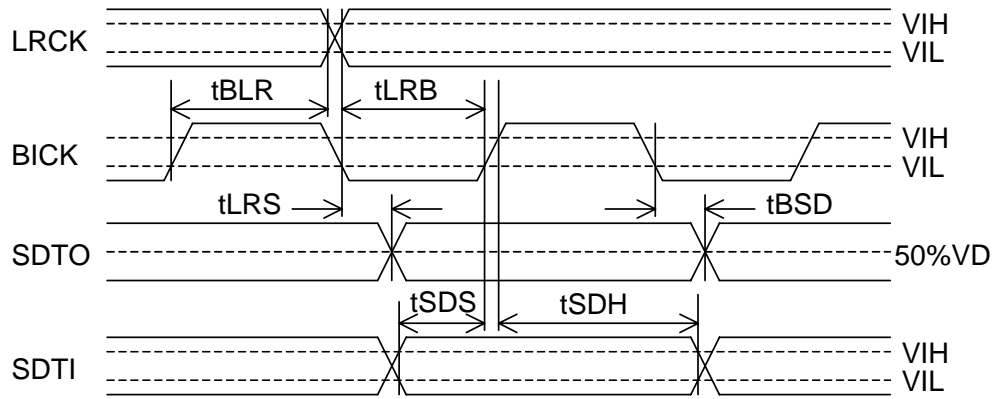 LRCK
VIH
VIL
tBLR
tLRB
BICK
VIH
VIL
tLRS
tBSD
SDTO
50%VD
tSDS
tSDH
SDTI
VIH
VIL